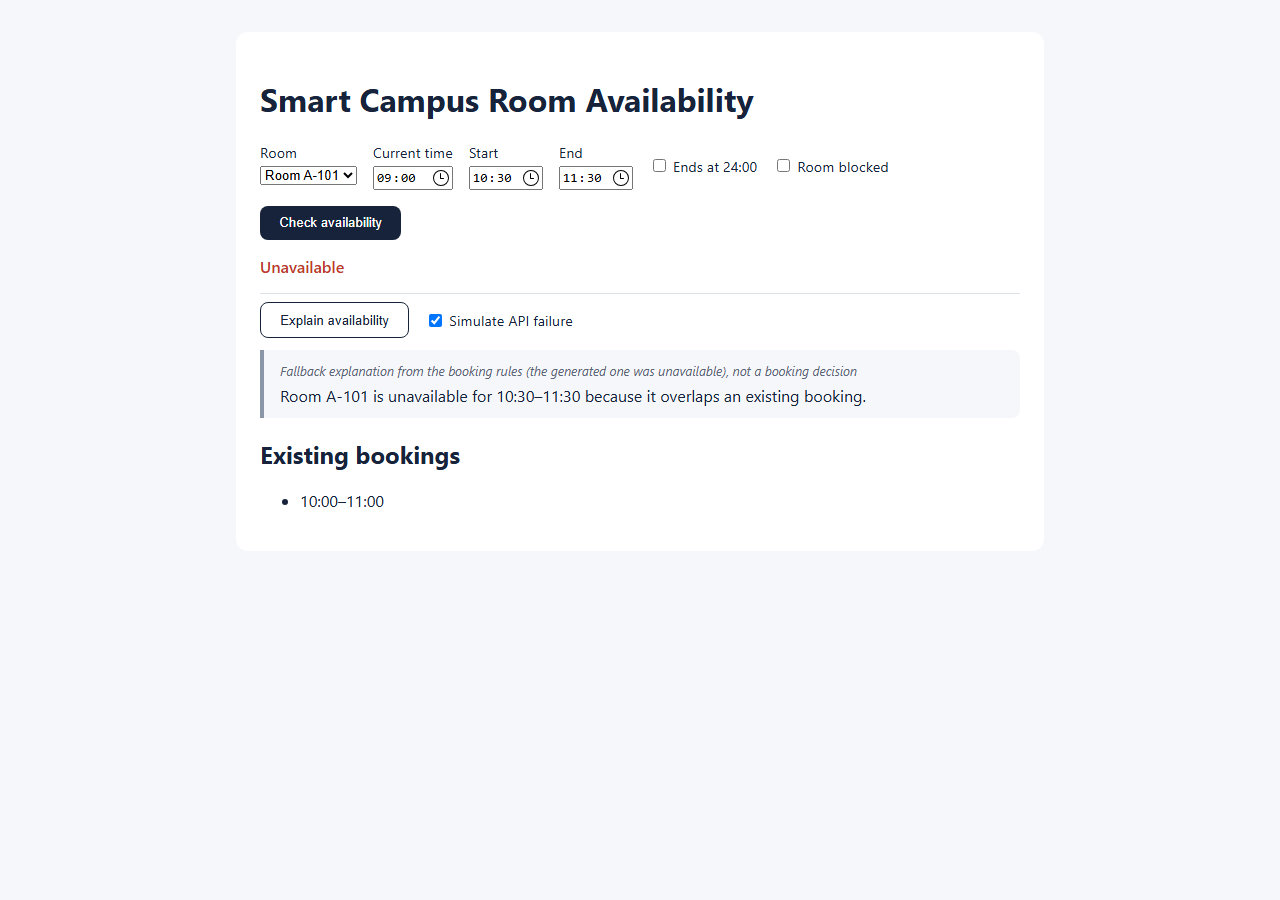 Smart Campus Room Availability
Room Current time Start End
Room A-101 09:00 10:30 11:30 Ends at 24:00 Room blocked
Check availability
Unavailable
Explain availability Simulate API failure
Fallback explanation from the booking rules (the generated one was unavailable), not a booking decision
Room A-101 is unavailable for 10:30–11:30 because it overlaps an existing booking.
Existing bookings
10:00–11:00